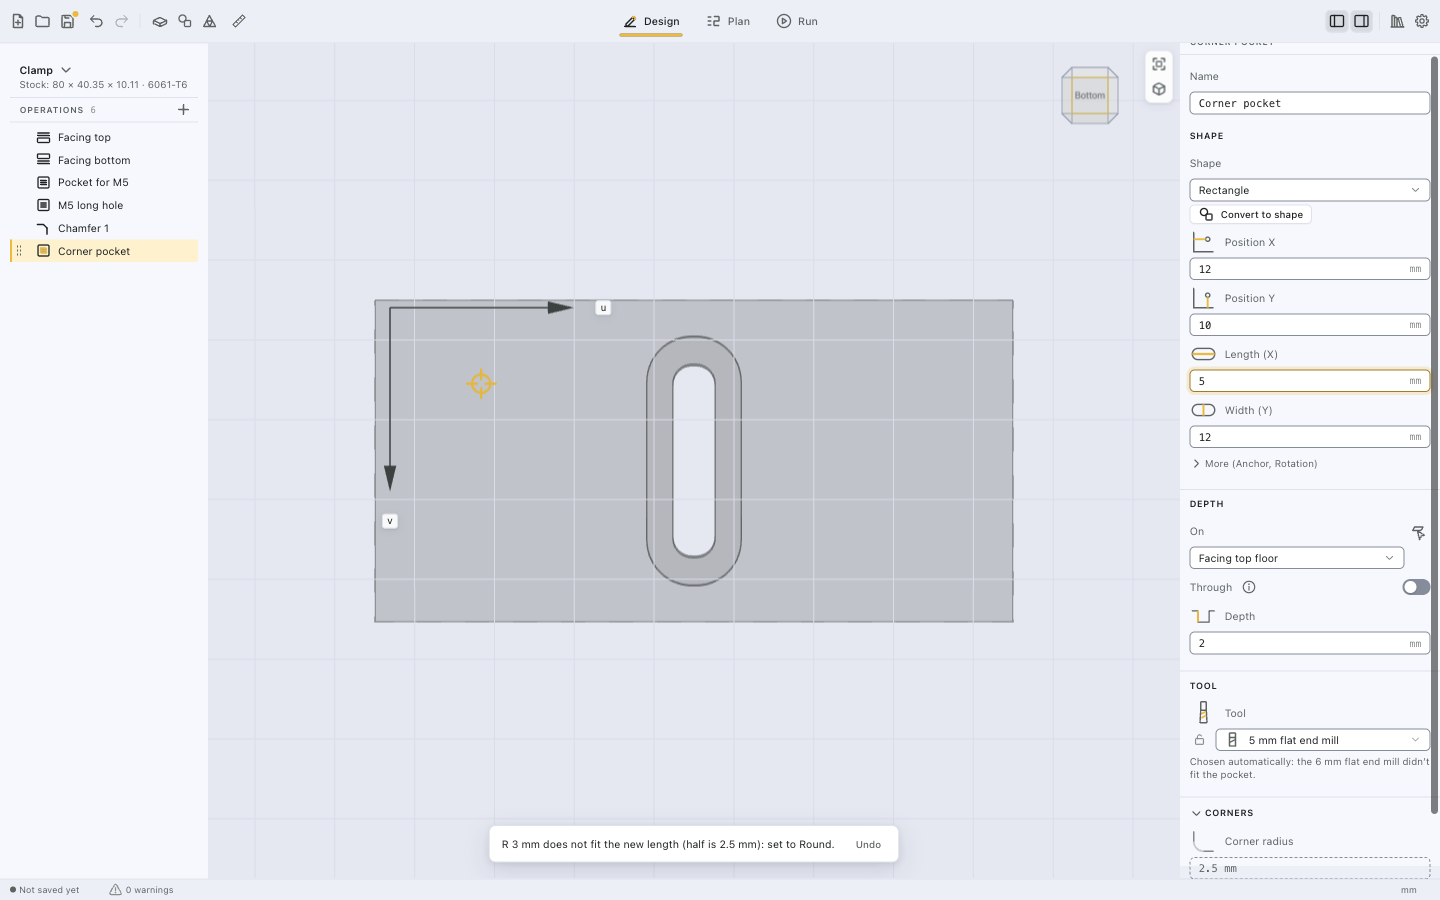 Design
Plan
Run
Clamp
Stock: 80 × 40.35 × 10.11 · 6061-T6
OPERATIONS 6
Facing top
Facing bottom
Pocket for M5
M5 long hole
Chamfer 1
Corner pocket
u
v
Bottom
CORNER POCKET
Name
Corner pocket
SHAPE
Shape
Rectangle
Convert to shape
Position X
12 mm
Position Y
10 mm
Length (X)
5 mm
Width (Y)
12 mm
More (Anchor, Rotation)
DEPTH
On
Facing top floor
Through
Depth
2 mm
TOOL
Tool
5 mm flat end mill
Chosen automatically: the 6 mm flat end mill didn't
fit the pocket.
CORNERS
Corner radius
2.5 mm
R 3 mm does not fit the new length (half is 2.5 mm): set to Round. Undo
Not saved yet
0 warnings
mm